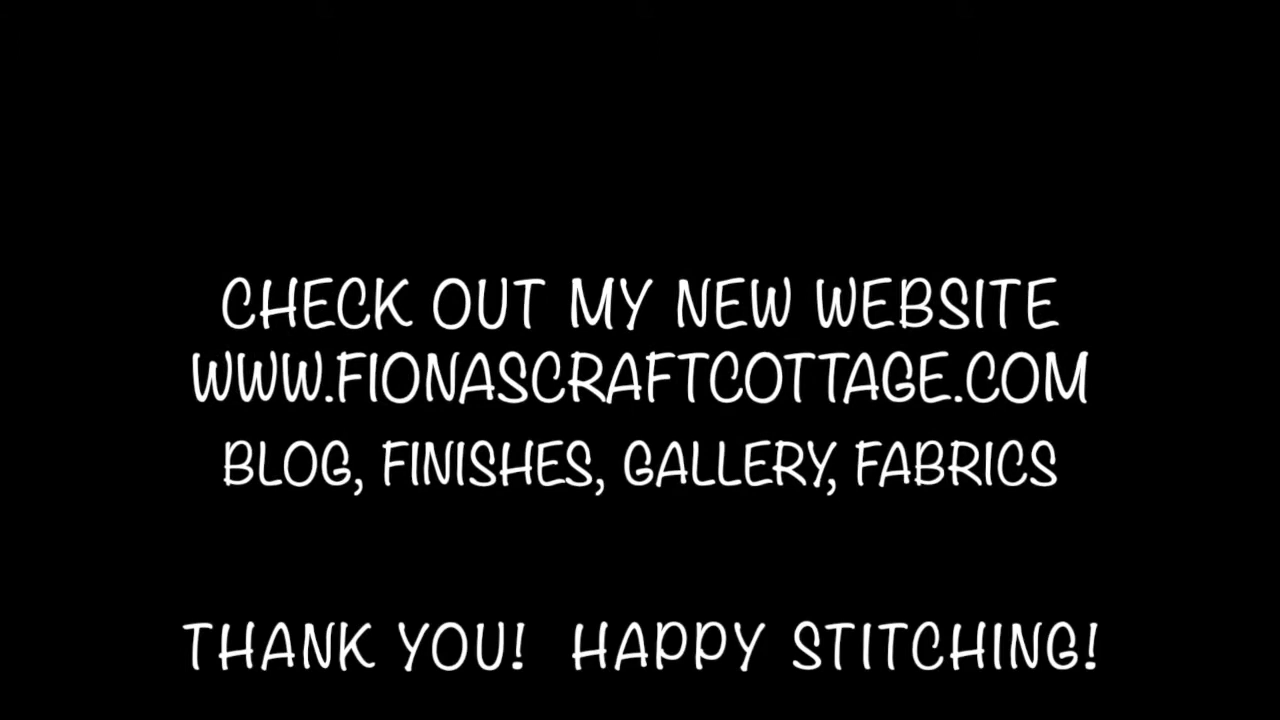 CHECK OUT MY NEW WEBSITE
WWW.FIONASCRAFTCOTTAGE.COM
BLOG, FINISHES, GALLERY, FABRICS
THANK YOU! HAPPY STITCHING!